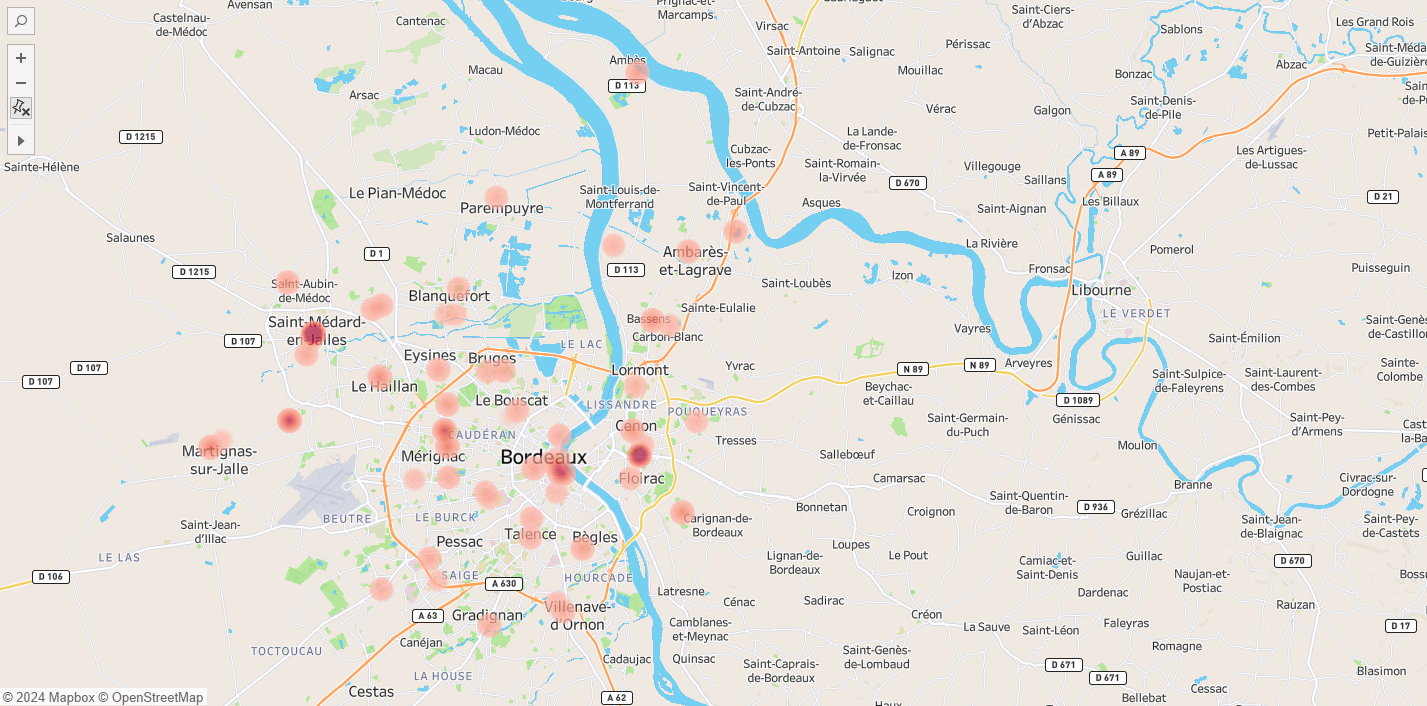 Avensan
Prignac-et-
Marcamps
Saint-Ciers-
d'Abzac
Castelnau-
de-Médoc
Cantenac
Virsac
Sablons
Les Grand Rois
Saint-Antoine
Salignac
Périssac
Ambès
Macau
Mouillac
Bonzac
Abzac
D 113
Arsac
Saint-André-
de-Cubzac
Vérac
Galgon
Saint-Denis-
de-Pile
D 1215
Ludon-Médoc
La Lande-
de-Fronsac
Petit-Palais
Sainte-Hélène
Cubzac-
les-Ponts
Saint-Romain-
la-Virvée
Villegouge
A 89
Les Artigues-
de-Lussac
Le Pian-Médoc
Saint-Louis-de-
Montferrand
Saint-Vincent-
de-Paul
D 670
Saillans
A 89
D 21
Parempuyre
Asques
Saint-Aignan
Les Billaux
Salaunes
D 1
Ambarès-
et-Lagrave
La Rivière
Pomerol
D 1215
D 113
Izon
Fronsac
Puisseguin
Saint-Aubin-
de-Médoc
Blanquefort
Saint-Loubès
Libourne
Saint-Médard-
en-Jalles
Bassens
Sainte-Eulalie
LE VERDET
D 107
LE LAC
Carbon-Blanc
Vayres
Saint-Émilion
Eysines
Bruges
D 107
Lormont
Yvrac
N 89
N 89
Arveyres
Sainte-
Colombe
D 107
Le Haillan
Le Bouscat
LISSANDRE
POUQUEYRAS
Beychac-
et-Caillau
D 1089
Saint-Sulpice-
de-Faleyrens
Saint-Laurent-
des-Combes
Génissac
CAUDÉRAN
Cenon
Tresses
Saint-Germain-
du-Puch
Moulon
Saint-Pey-
d'Armens
Martignas-
sur-Jalle
Mérignac
Bordeaux
Sallebœuf
Floirac
Camarsac
Branne
Civrac-sur-
Dordogne
BEUTRE
LE BURCK
Carignan-de-
Bordeaux
Bonnetan
Croignon
Saint-Quentin-
de-Baron
D 936
Grézillac
Saint-Jean-
d'Illac
Talence
Bègles
Saint-Jean-
de-Blaignac
Saint-Pey-
de-Castets
LE LAS
Pessac
Lignan-de-
Bordeaux
Loupes
Le Pout
Camiac-et-
Saint-Denis
Guillac
D 670
D 106
SAIGE
A 630
HOURCADE
Latresne
Naujan-et-
Postiac
A 63
Gradignan
Villenave-
d'Ornon
Cénac
Sadirac
Dardenac
Rauzan
Canéjan
Camblanes-
et-Meynac
Créon
La Sauve
Saint-Léon
Faleyras
D 17
TOCTOUCAU
Cadaujac
Quinsac
Saint-Genès-
de-Lombaud
Romagne
LA HOUSE
Saint-Caprais-
de-Bordeaux
D 671
D 671
Blasimon
Cestas
A 62
Cessac
Bellebat
© 2024 Mapbox © OpenStreetMap